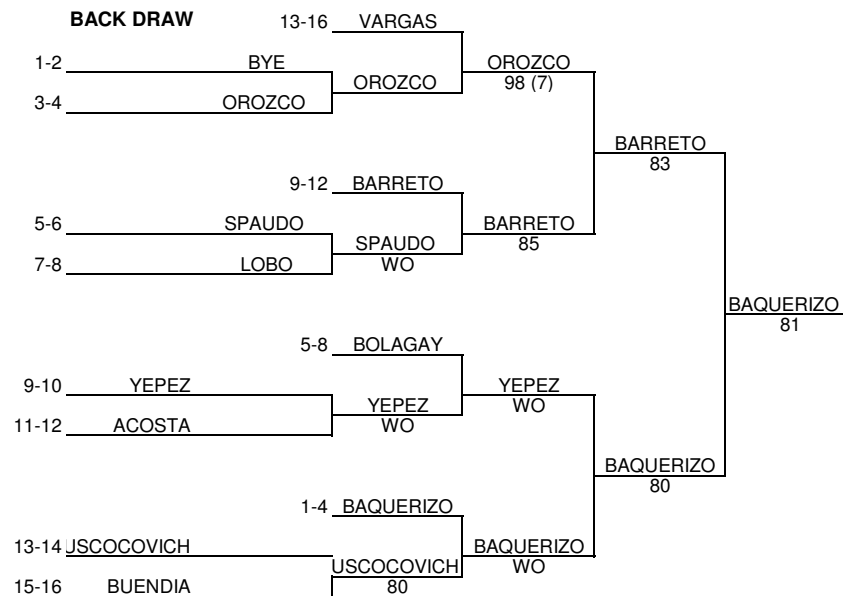 BACK DRAW
13-16 VARGAS
1-2 BYE OROZCO
OROZCO 98 (7)
3-4 OROZCO
BARRETO
83
9-12 BARRETO
5-6 SPAUDO BARRETO
SPAUDO 85
7-8 LOBO WO
BAQUERIZO
81
5-8 BOLAGAY
9-10 YEPEZ YEPEZ
YEPEZ WO
11-12 ACOSTA WO
BAQUERIZO
80
1-4 BAQUERIZO
13-14 USCOCOVICH BAQUERIZO
USCOCOVICH WO
15-16 BUENDIA 80